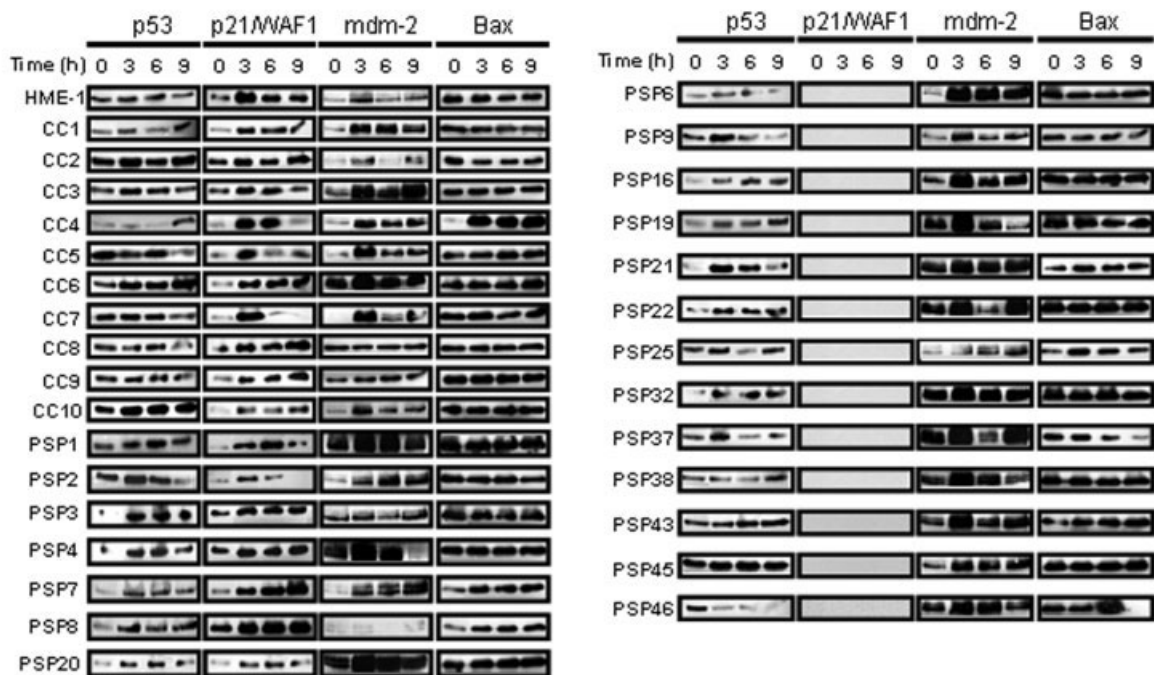 p53 p21/WAF1 mdm-2 Bax
Time (h) 0 3 6 9 0 3 6 9 0 3 6 9 0 3 6 9
HME-1
CC1
CC2
CC3
CC4
CC5
CC6
CC7
CC8
CC9
CC10
PSP1
PSP2
PSP3
PSP4
PSP7
PSP8
PSP20
p53 p21/WAF1 mdm-2 Bax
Time (h) 0 3 6 9 0 3 6 9 0 3 6 9 0 3 6 9
PSP6
PSP9
PSP16
PSP19
PSP21
PSP22
PSP25
PSP32
PSP37
PSP38
PSP43
PSP45
PSP46